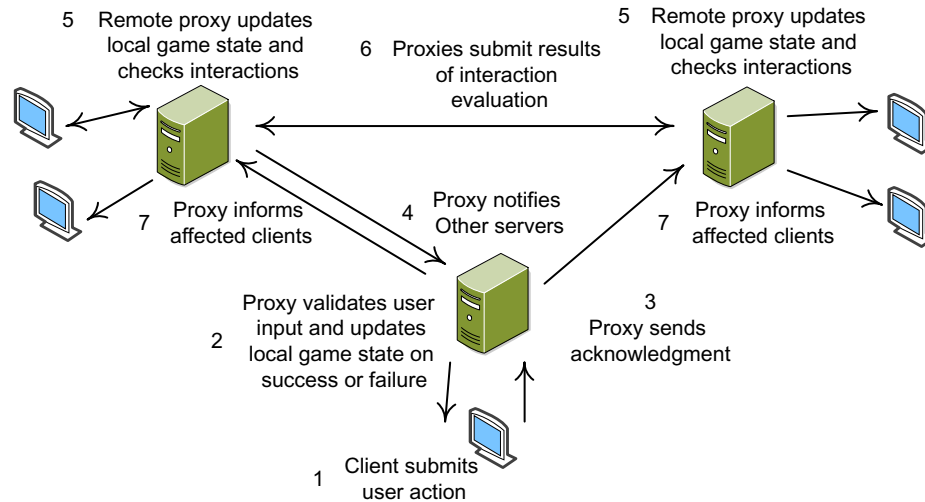 5 Remote proxy updates
local game state and
checks interactions
6 Proxies submit results
of interaction
evaluation
5 Remote proxy updates
local game state and
checks interactions
7 Proxy informs
affected clients
4 Proxy notifies
Other servers
7 Proxy informs
affected clients
2 Proxy validates user
input and updates
local game state on
success or failure
3
Proxy sends
acknowledgment
1 Client submits
user action